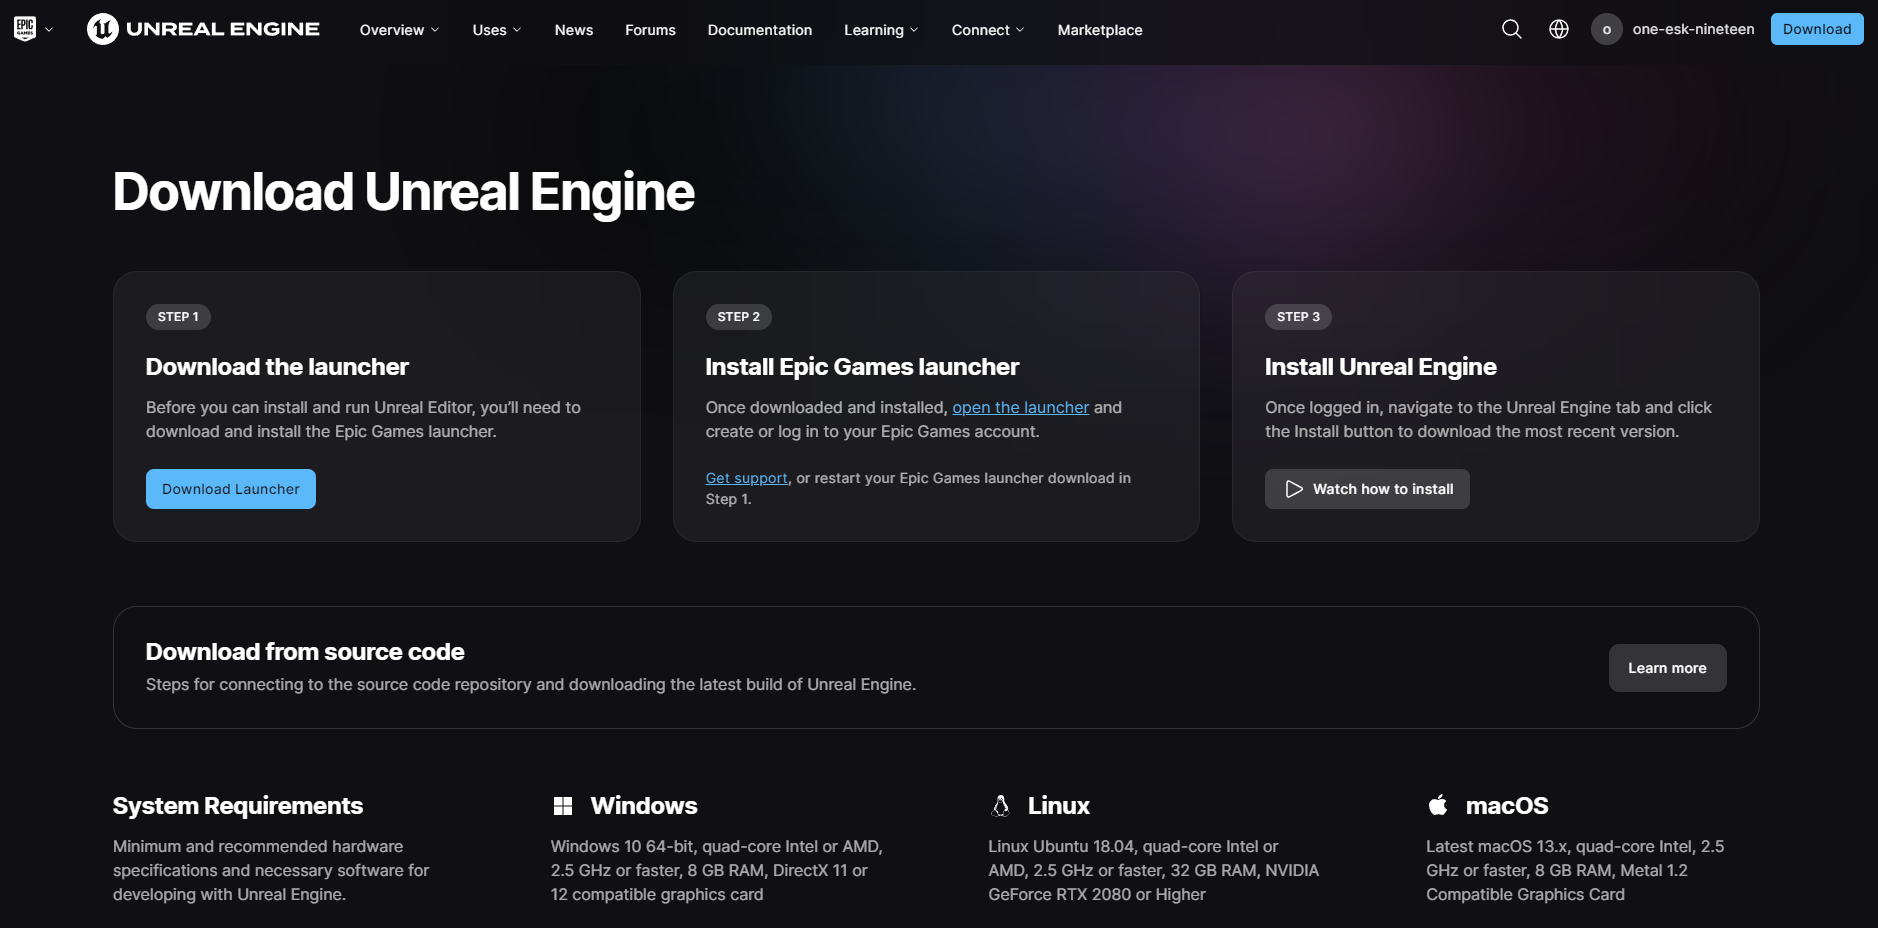 EPIC GAMES
UNREAL ENGINE
Overview
Uses
News
Forums
Documentation
Learning
Connect
Marketplace
o
one-esk-nineteen
Download
Download Unreal Engine
STEP 1
Download the launcher
Before you can install and run Unreal Editor, you’ll need to
download and install the Epic Games launcher.
Download Launcher
STEP 2
Install Epic Games launcher
Once downloaded and installed, open the launcher and
create or log in to your Epic Games account.
Get support, or restart your Epic Games launcher download in
Step 1.
STEP 3
Install Unreal Engine
Once logged in, navigate to the Unreal Engine tab and click
the Install button to download the most recent version.
Watch how to install
Download from source code
Steps for connecting to the source code repository and downloading the latest build of Unreal Engine.
Learn more
System Requirements
Minimum and recommended hardware
specifications and necessary software for
developing with Unreal Engine.
Windows
Windows 10 64-bit, quad-core Intel or AMD,
2.5 GHz or faster, 8 GB RAM, DirectX 11 or
12 compatible graphics card
Linux
Linux Ubuntu 18.04, quad-core Intel or
AMD, 2.5 GHz or faster, 32 GB RAM, NVIDIA
GeForce RTX 2080 or Higher
macOS
Latest macOS 13.x, quad-core Intel, 2.5
GHz or faster, 8 GB RAM, Metal 1.2
Compatible Graphics Card